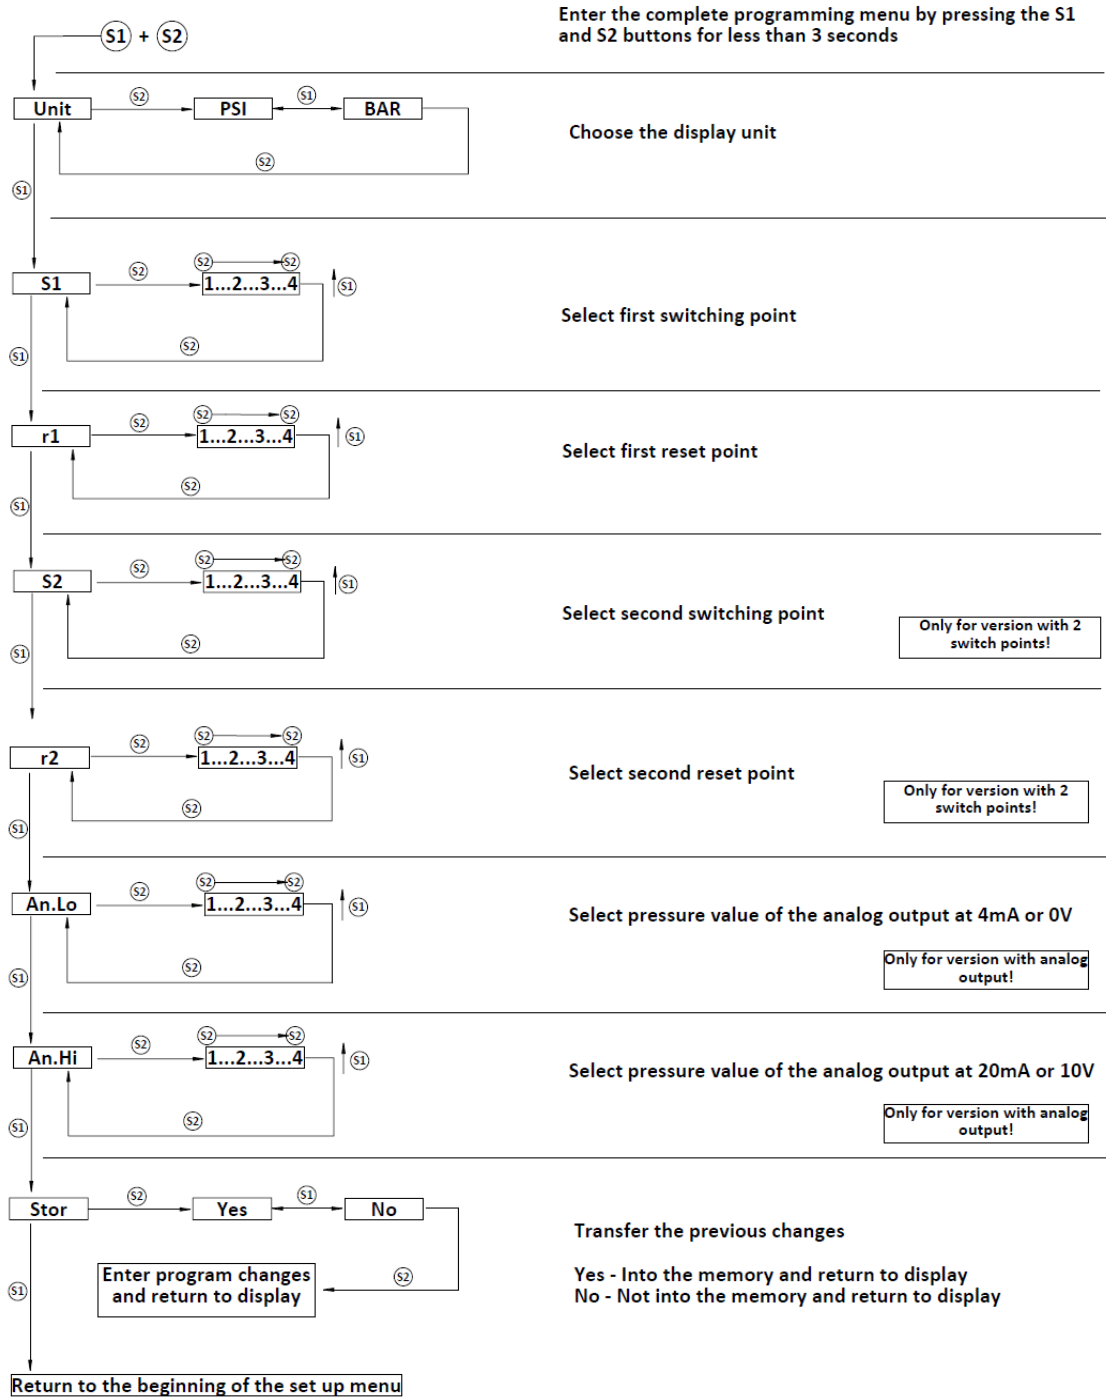 S1 + S2
Enter the complete programming menu by pressing the S1
and S2 buttons for less than 3 seconds
Unit
S2
PSI
S1
BAR
Choose the display unit
S2
S1
S2 S2
S1
S2
1...2...3...4
S1
Select first switching point
S2
S1
S2 S2
r1
S2
1...2...3...4
S1
Select first reset point
S2
S1
S2 S2
S2
S2
1...2...3...4
S1
Select second switching point
Only for version with 2
switch points!
S2
S1
S2 S2
r2
S2
1...2...3...4
S1
Select second reset point
Only for version with 2
switch points!
S2
S1
S2 S2
An.Lo
S2
1...2...3...4
S1
Select pressure value of the analog output at 4mA or 0V
Only for version with analog
output!
S2
S1
S2 S2
An.Hi
S2
1...2...3...4
S1
Select pressure value of the analog output at 20mA or 10V
Only for version with analog
output!
S2
S1
Stor
S2
Yes
S1
No
Transfer the previous changes
Enter program changes
and return to display
S2
Yes - Into the memory and return to display
No - Not into the memory and return to display
S1
Return to the beginning of the set up menu